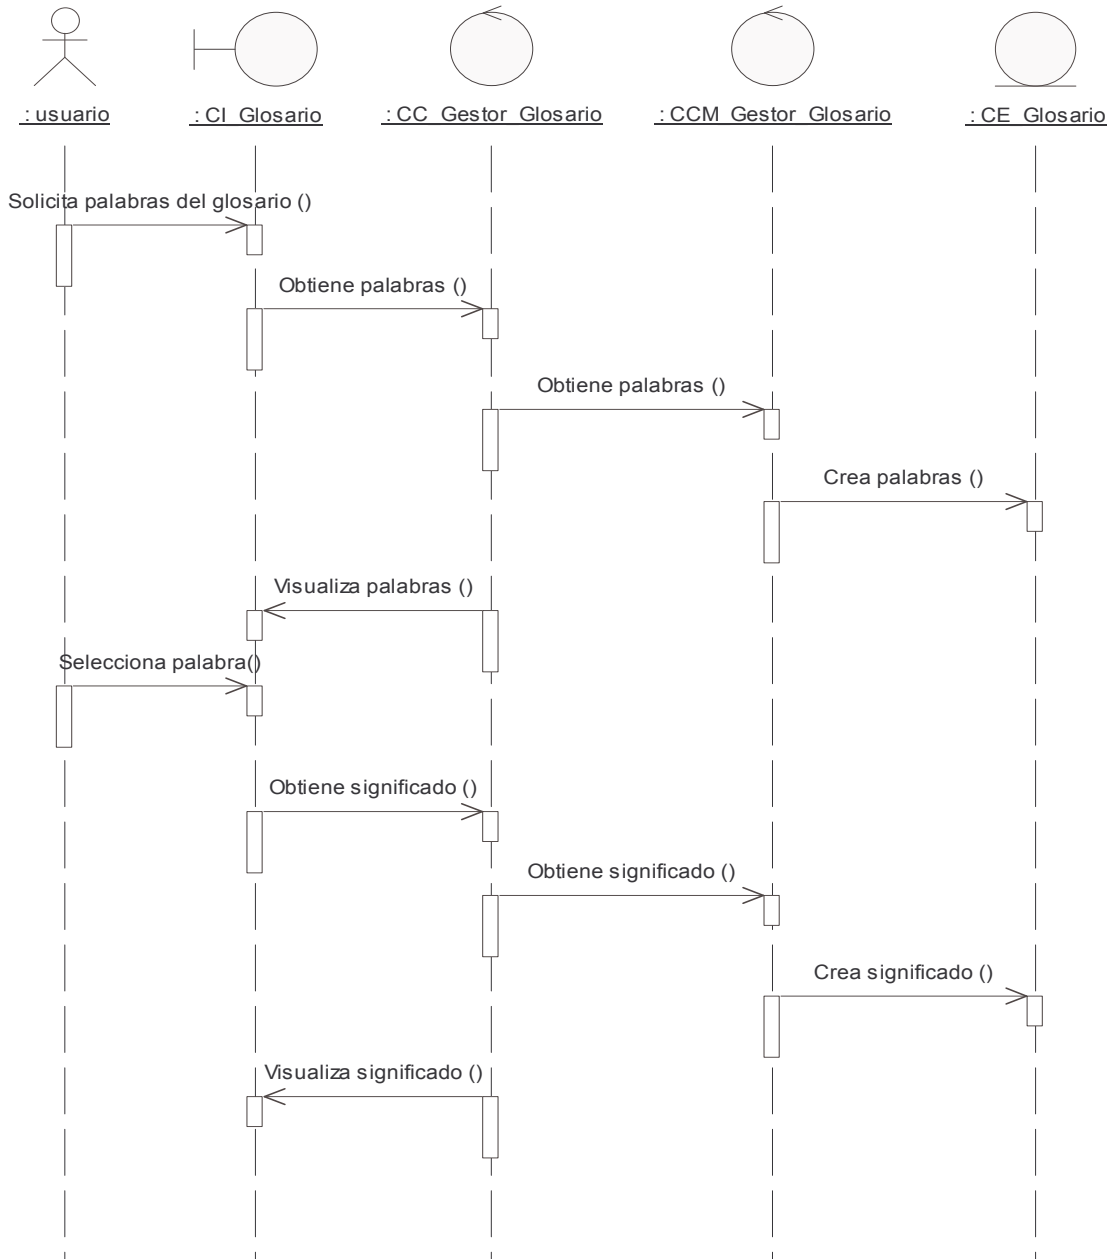 : usuario
: CI_Glosario
: CC_Gestor_Glosario
: CCM_Gestor_Glosario
: CE_Glosario
Solicita palabras del glosario ()
Obtiene palabras ()
Obtiene palabras ()
Crea palabras ()
Visualiza palabras ()
Selecciona palabra()
Obtiene significado ()
Obtiene significado ()
Crea significado ()
Visualiza significado ()